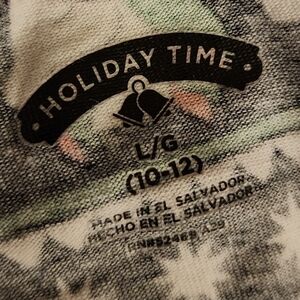 HOLIDAY TIME
L/G
(10-12)
MADE IN EL SALVADOR
HECHO EN EL SALVADOR